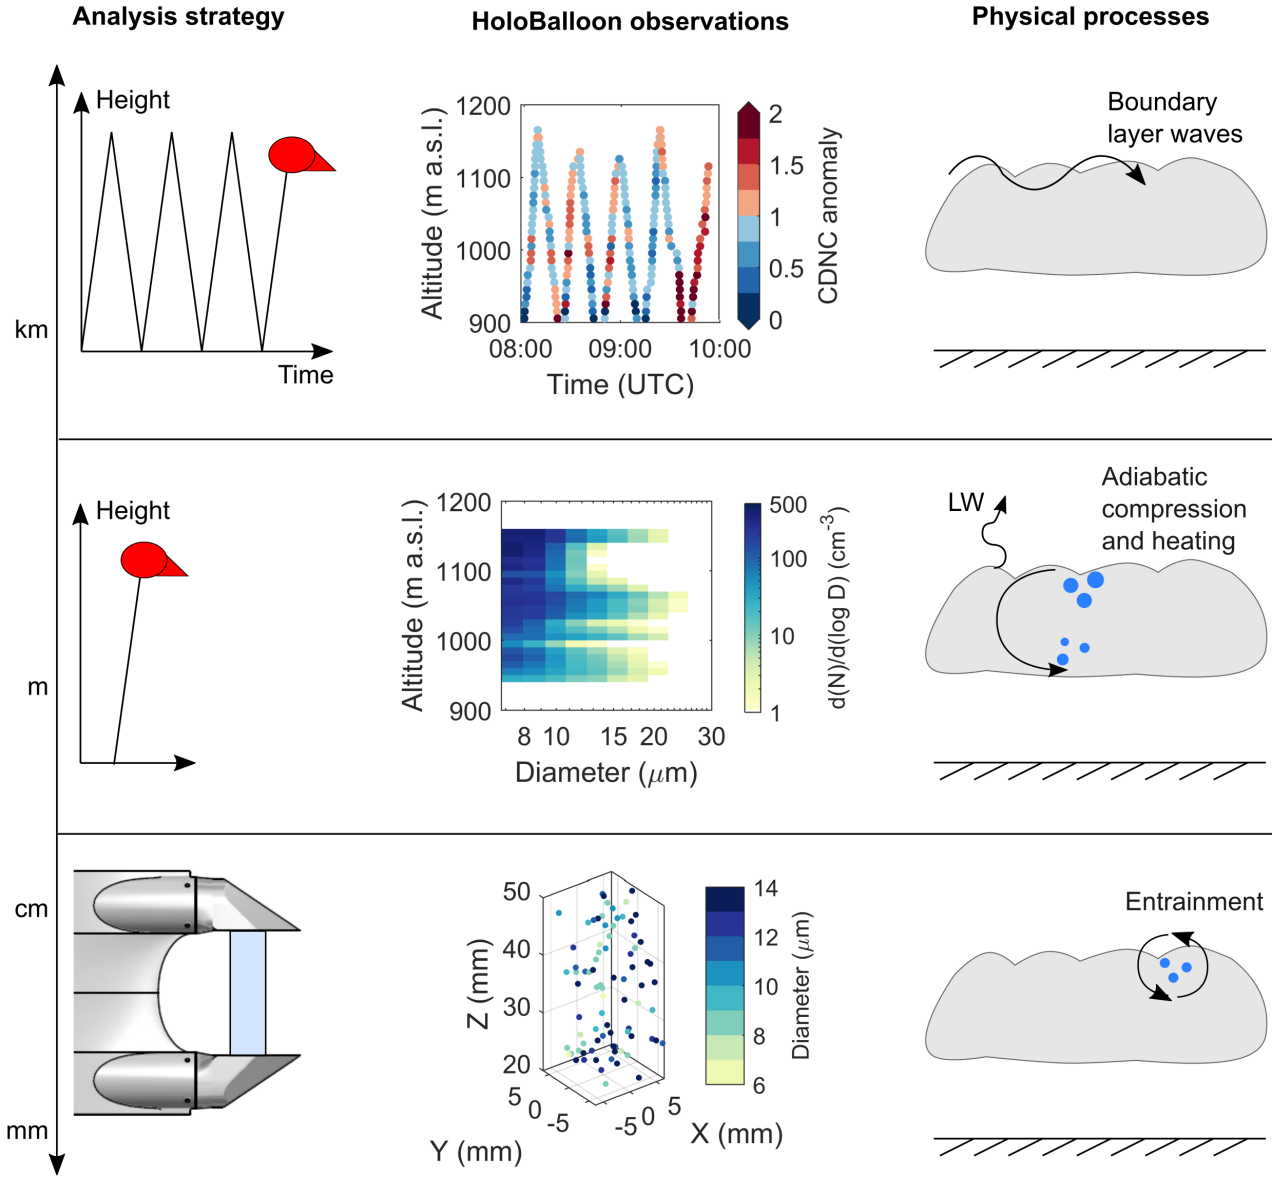 Analysis strategy
HoloBalloon observations
Physical processes
Height
km
Time
1200
1100
1000
900
Altitude (m a.s.l.)
08:00 09:00 10:00
Time (UTC)
2
1.5
1
0.5
0
CDNC anomaly
Boundary
layer waves
Height
m
1200
1100
1000
900
Altitude (m a.s.l.)
8 10 15 20 30
Diameter (μm)
500
100
10
1
d(N)/d(log D) (cm-3)
LW
Adiabatic
compression
and heating
cm
mm
50
40
30
20
Z (mm)
5 0 -5
Y (mm)
-5 0 5
X (mm)
14
12
10
8
6
Diameter (μm)
Entrainment